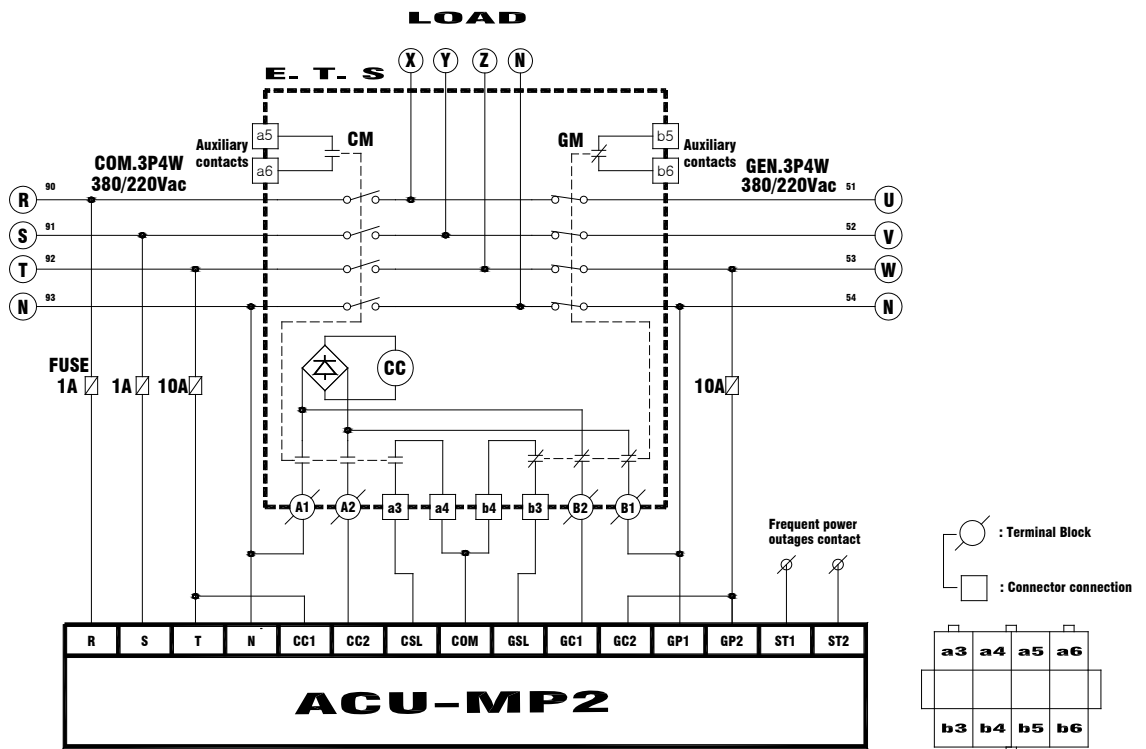 LOAD
X Y Z N
E. T. S
a5
Auxiliary
contacts
a6
CM
GM
b5
Auxiliary
contacts
b6
COM.3P4W
380/220Vac
GEN.3P4W
380/220Vac
R 90 51 U
S 91 52 V
T 92 53 W
N 93 54 N
FUSE
1A 1A 10A
CC
10A
A1 A2 a3 a4 b4 b3 B2 B1
Frequent power
outages contact
: Terminal Block
: Connector connection
R S T N CC1 CC2 CSL COM GSL GC1 GC2 GP1 GP2 ST1 ST2
ACU-MP2
a3 a4 a5 a6
b3 b4 b5 b6